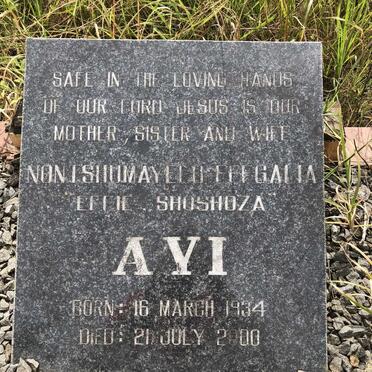 SAFE IN THE LOVING HANDS
OF OUR LORD JESUS IS OUR
MOTHER SISTER AND WIFE
"EFFIE SHOSHOZA"
AYI
BORN: 16 MARCH 1934
DIED: 21 JULY 2000